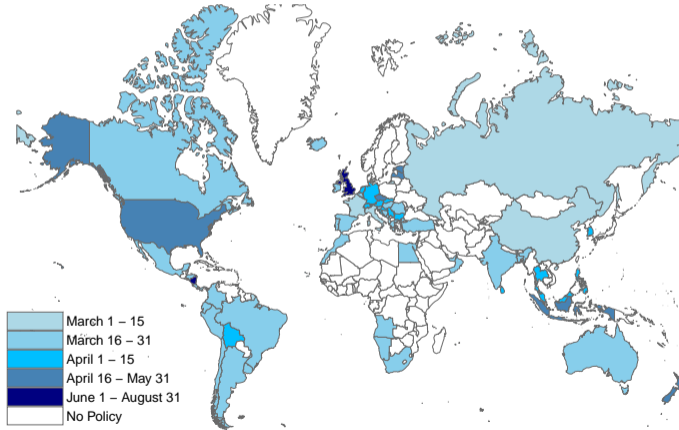 March 1 – 15
March 16 – 31
April 1 – 15
April 16 – May 31
June 1 – August 31
No Policy